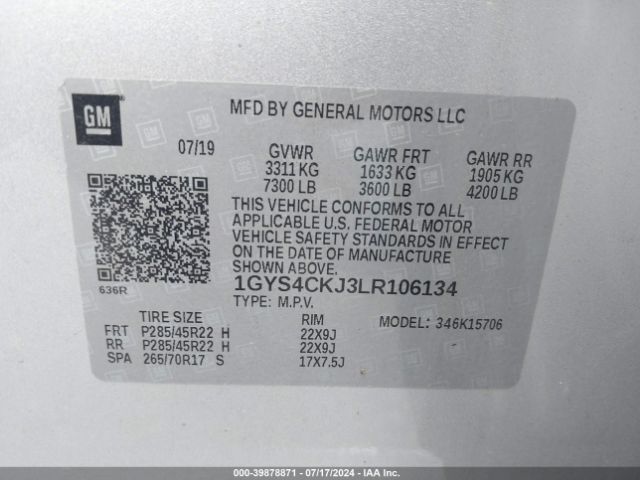 GM
®
MFD BY GENERAL MOTORS LLC
07/19 GVWR GAWR FRT GAWR RR
3311 KG 1633 KG 1905 KG
7300 LB 3600 LB 4200 LB
THIS VEHICLE CONFORMS TO ALL
APPLICABLE U.S. FEDERAL MOTOR
VEHICLE SAFETY STANDARDS IN EFFECT
ON THE DATE OF MANUFACTURE
SHOWN ABOVE.
636R
1GYS4CKJ3LR106134
TYPE: M.P.V.
TIRE SIZE RIM MODEL: 346K15706
FRT P285/45R22 H 22X9J
RR P285/45R22 H 22X9J
SPA 265/70R17 S 17X7.5J
000-39878871 - 07/17/2024 - IAA Inc.